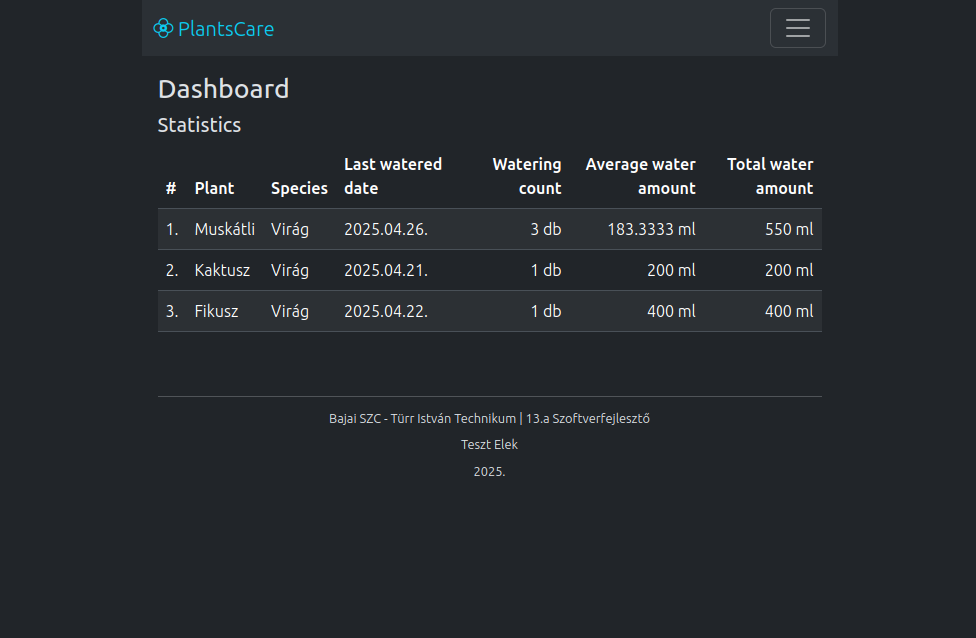 PlantsCare
Dashboard
Statistics
# Plant Species Last watered date Watering count Average water amount Total water amount
1. Muskátli Virág 2025.04.26. 3 db 183.3333 ml 550 ml
2. Kaktusz Virág 2025.04.21. 1 db 200 ml 200 ml
3. Fikusz Virág 2025.04.22. 1 db 400 ml 400 ml
Bajai SZC - Türr István Technikum | 13.a Szoftverfejlesztő
Teszt Elek
2025.